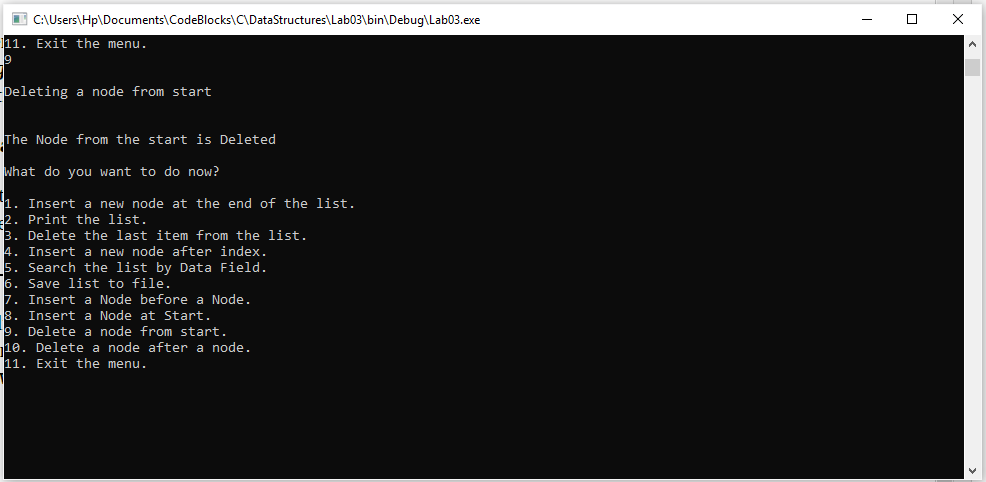 C:\Users\Hp\Documents\CodeBlocks\C\DataStructures\Lab03\bin\Debug\Lab03.exe
11. Exit the menu.
9
Deleting a node from start
The Node from the start is Deleted
What do you want to do now?
1. Insert a new node at the end of the list.
2. Print the list.
3. Delete the last item from the list.
4. Insert a new node after index.
5. Search the list by Data Field.
6. Save list to file.
7. Insert a Node before a Node.
8. Insert a Node at Start.
9. Delete a node from start.
10. Delete a node after a node.
11. Exit the menu.